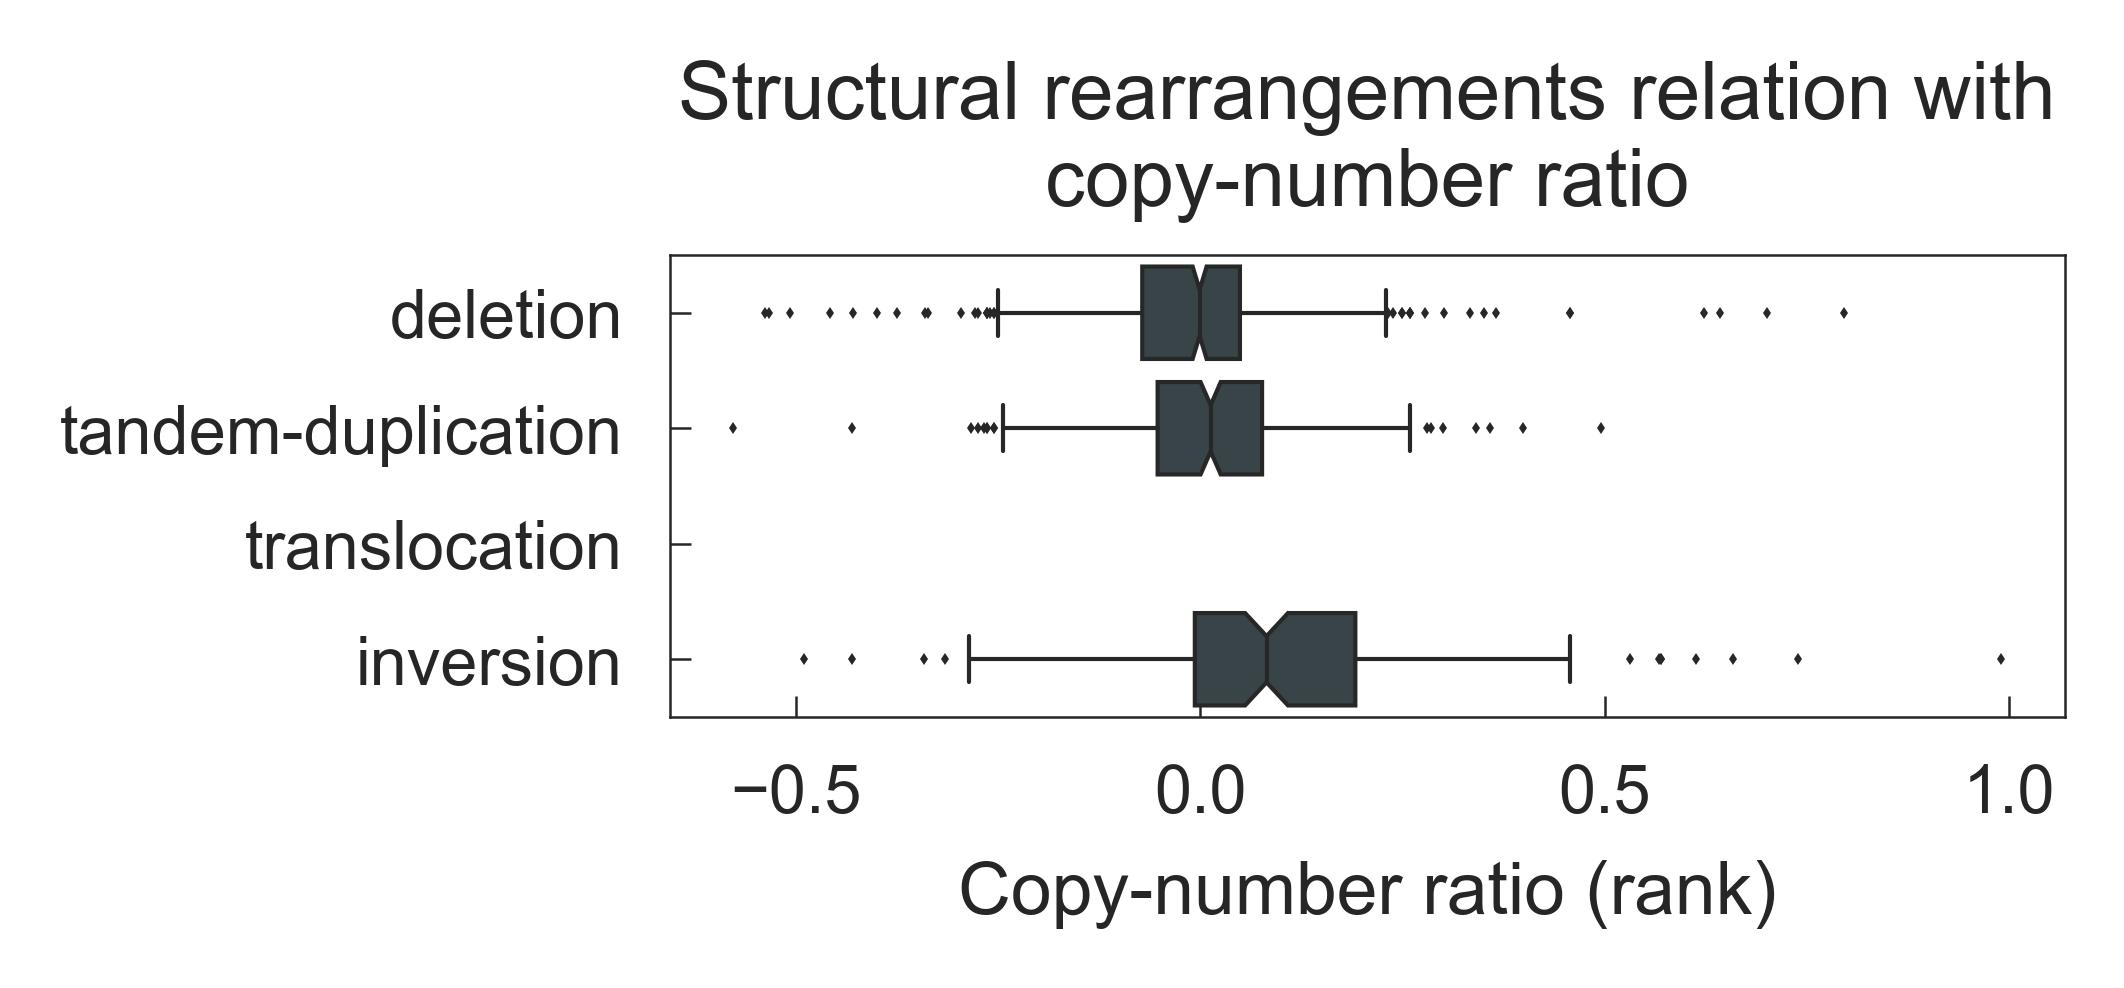 Structural rearrangements relation with
copy-number ratio
deletion
tandem-duplication
translocation
inversion
−0.5 0.0 0.5 1.0
Copy-number ratio (rank)